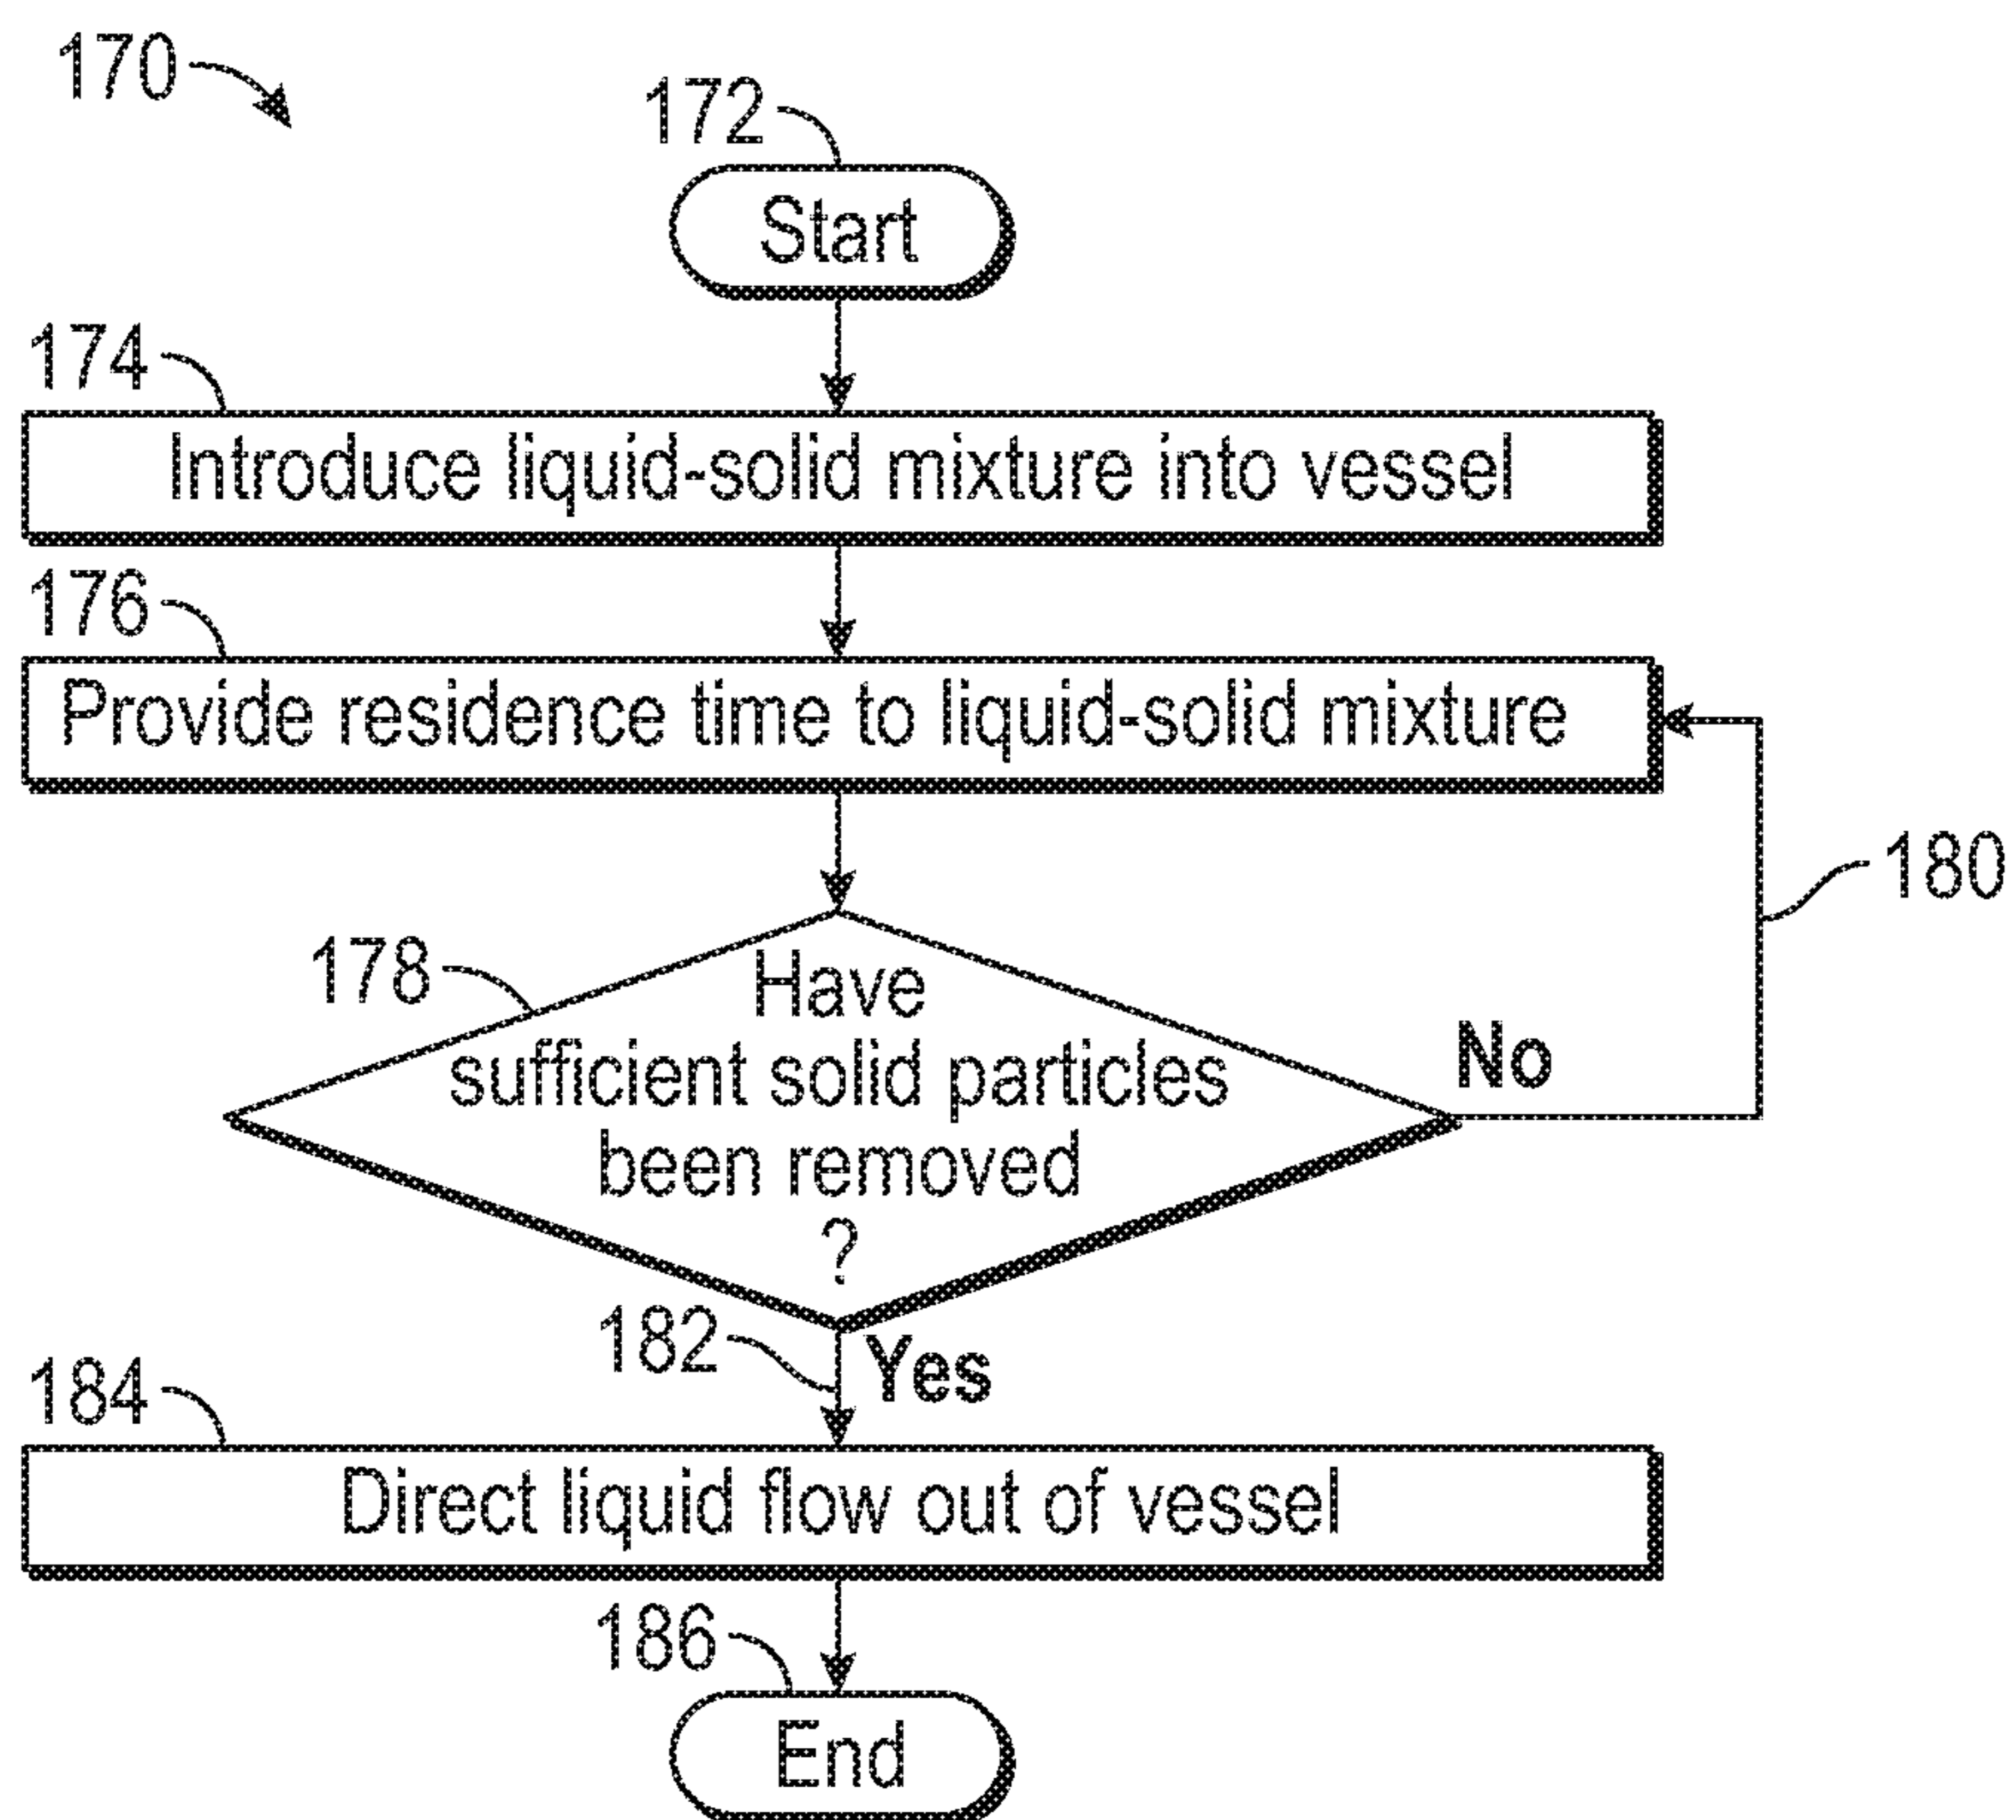 170
172
Start
174
Introduce liquid-solid mixture into vessel
176
Provide residence time to liquid-solid mixture
180
178
Have
sufficient solid particles
been removed
?
No
182
Yes
184
Direct liquid flow out of vessel
186
End